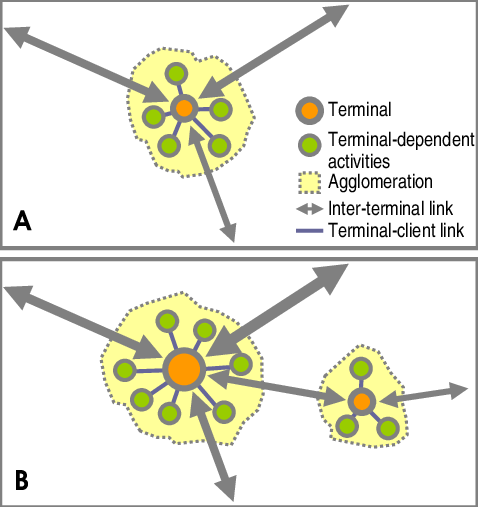 Terminal
Terminal-dependent
activities
Agglomeration
Inter-terminal link
Terminal-client link
A
B